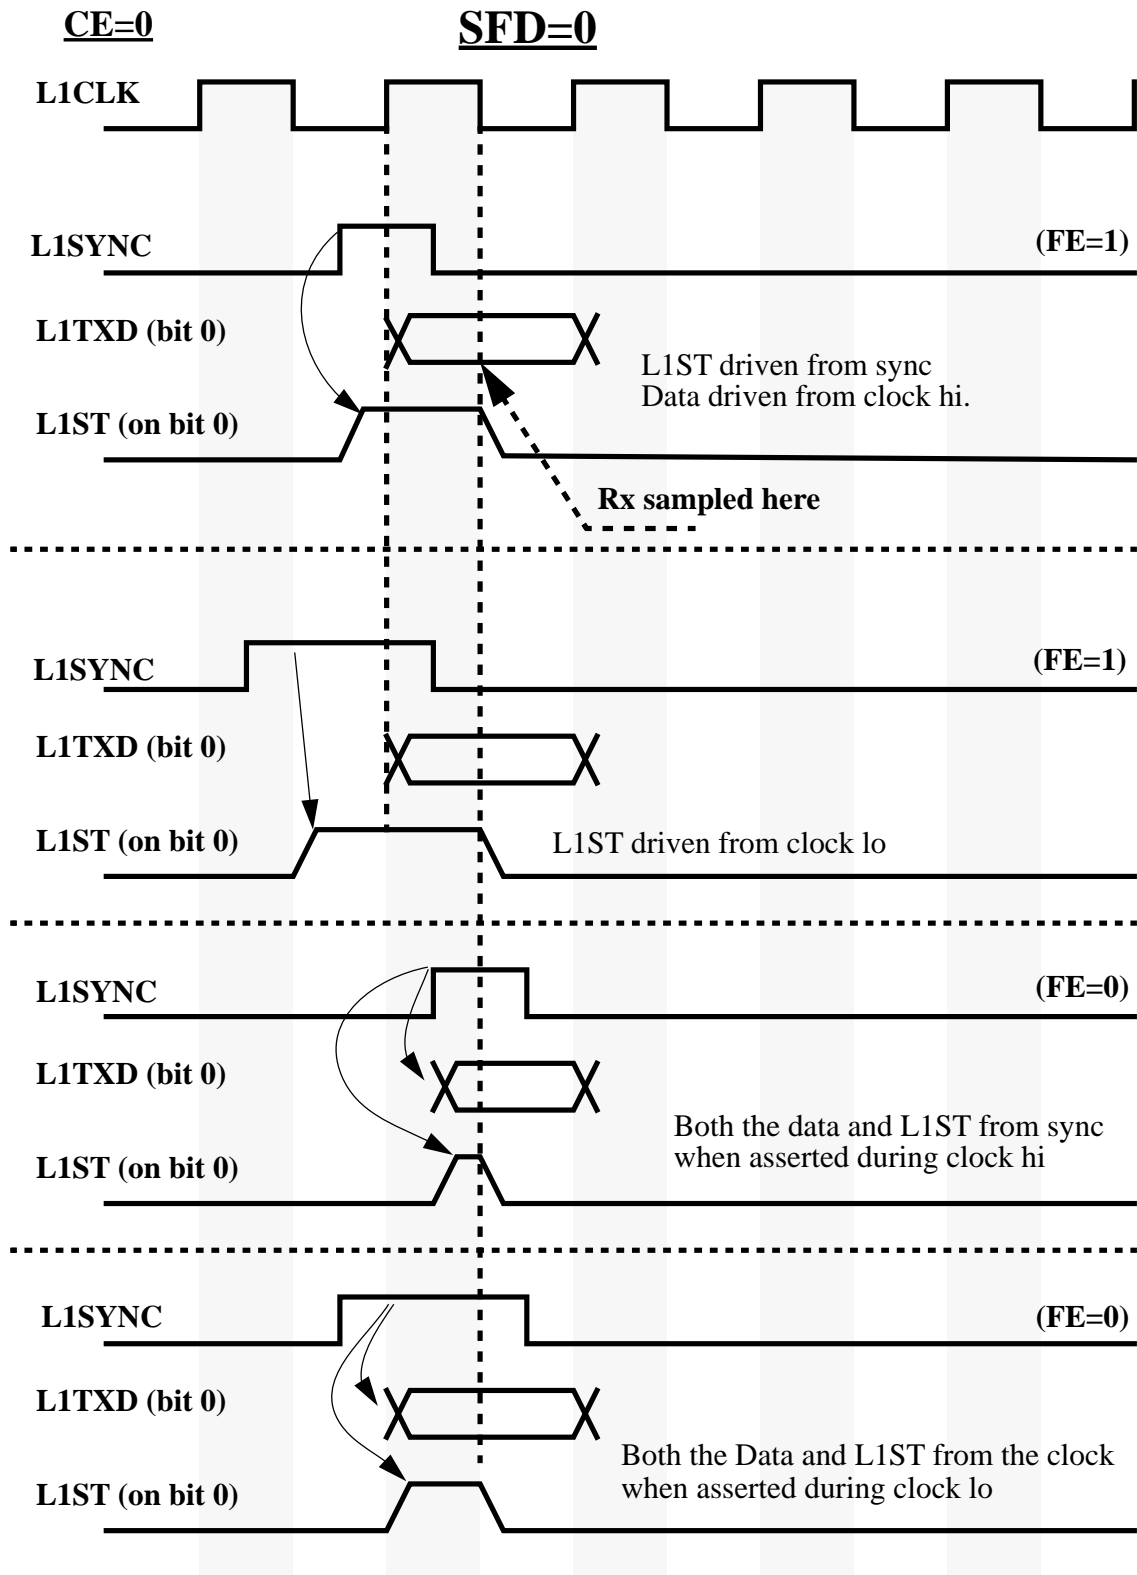 CE=0
SFD=0
L1CLK
L1SYNC
(FE=1)
L1TXD (bit 0)
L1ST driven from sync
Data driven from clock hi.
L1ST (on bit 0)
Rx sampled here
L1SYNC
(FE=1)
L1TXD (bit 0)
L1ST (on bit 0)
L1ST driven from clock lo
L1SYNC
(FE=0)
L1TXD (bit 0)
Both the data and L1ST from sync
when asserted during clock hi
L1ST (on bit 0)
L1SYNC
(FE=0)
L1TXD (bit 0)
Both the Data and L1ST from the clock
when asserted during clock lo
L1ST (on bit 0)